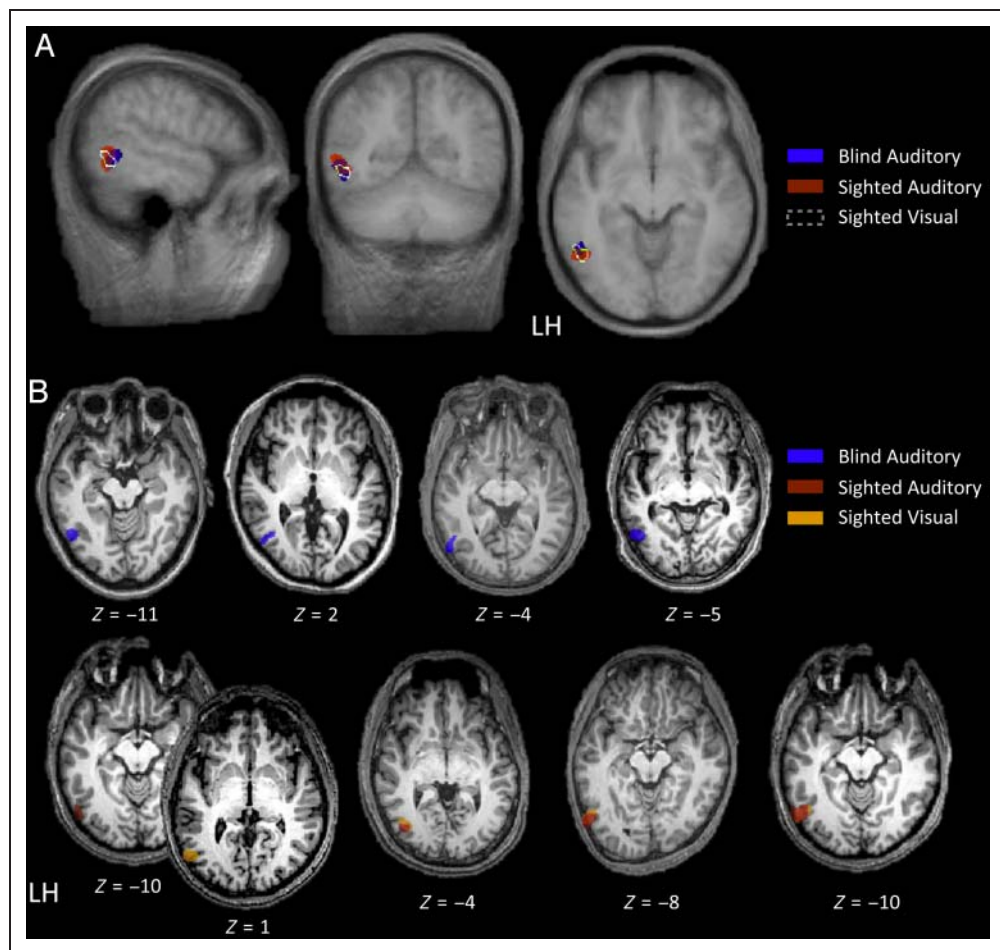 A
Blind Auditory
Sighted Auditory
Sighted Visual
LH
B
Blind Auditory
Sighted Auditory
Sighted Visual
Z = –11
Z = 2
Z = –4
Z = –5
LH
Z = –10
Z = 1
Z = –4
Z = –8
Z = –10